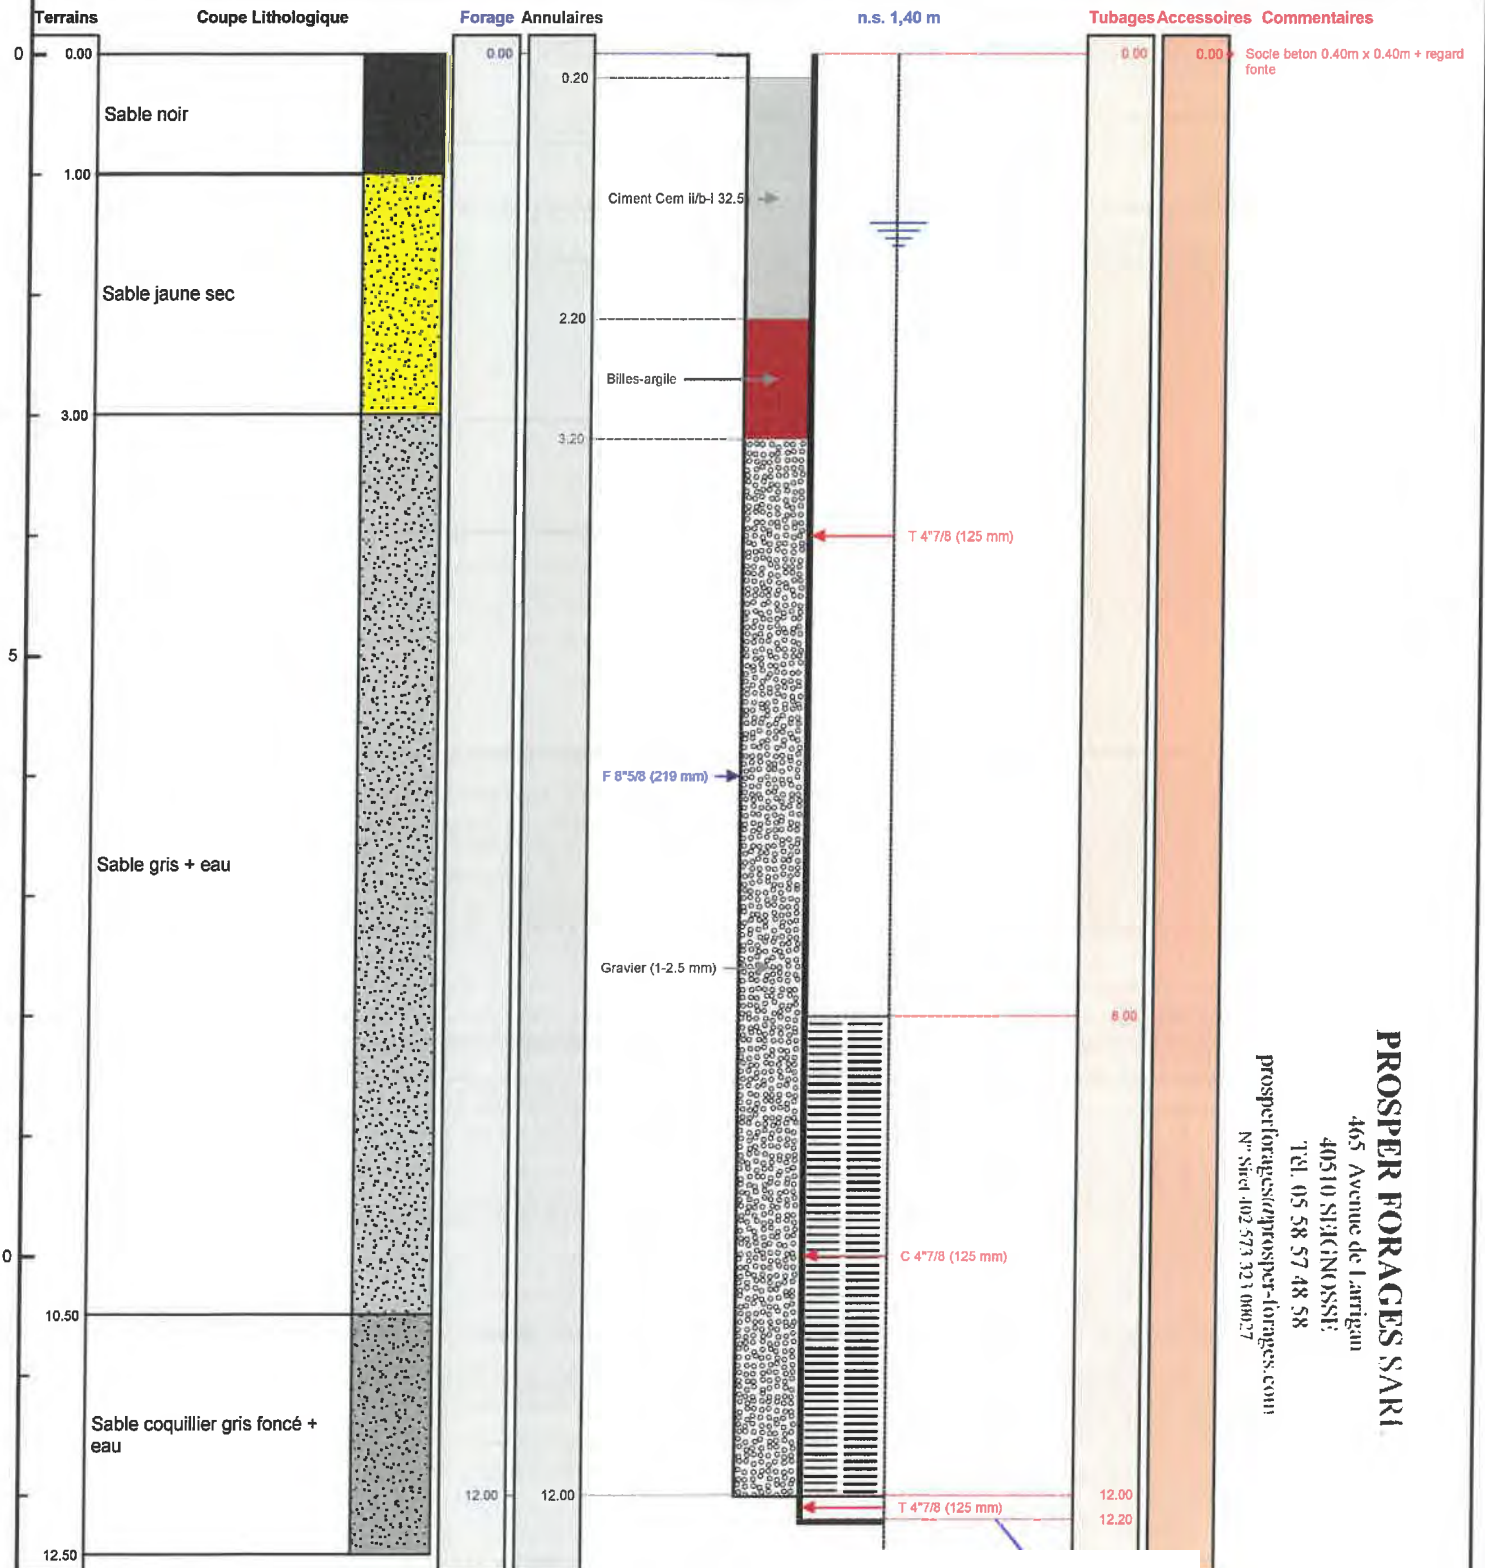 Terrains Coupe Lithologique Forage Annulaires n.s. 1,40 m Tubages Accessoires Commentaires
0 0.00 0.00 0.00 0.00 Socle beton 0.40m x 0.40m + regard
fonte
0.20
Sable noir
1.00
Ciment Cem ii/b-l 32.5
Sable jaune sec
2.20
Billes-argile
3.00
3.20
T 4"7/8 (125 mm)
5
F 8"5/8 (219 mm)
Sable gris + eau
Gravier (1-2.5 mm)
8.00
0 C 4"7/8 (125 mm)
10.50
Sable coquillier gris foncé +
eau
12.00 12.00 12.00
T 4"7/8 (125 mm)
12.20
12.50
PROSPER FORAGES SARL
465 Avenue de Larrigan
40510 SEIGNOSSE
Tél. 05 58 57 48 58
prosperforages@prosper-forages.com
N° Siret 402 573 323 00027